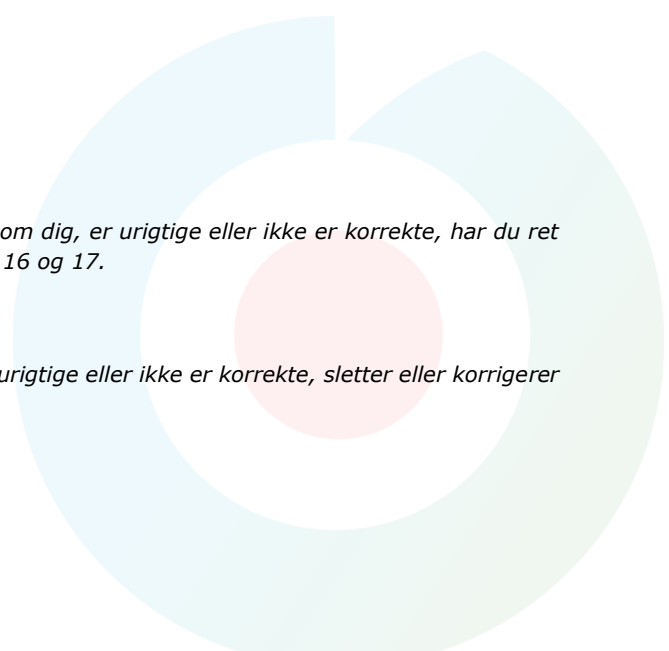 om dig, er urigtige eller ikke er korrekte, har du ret
16 og 17.
urigtige eller ikke er korrekte, sletter eller korrigerer